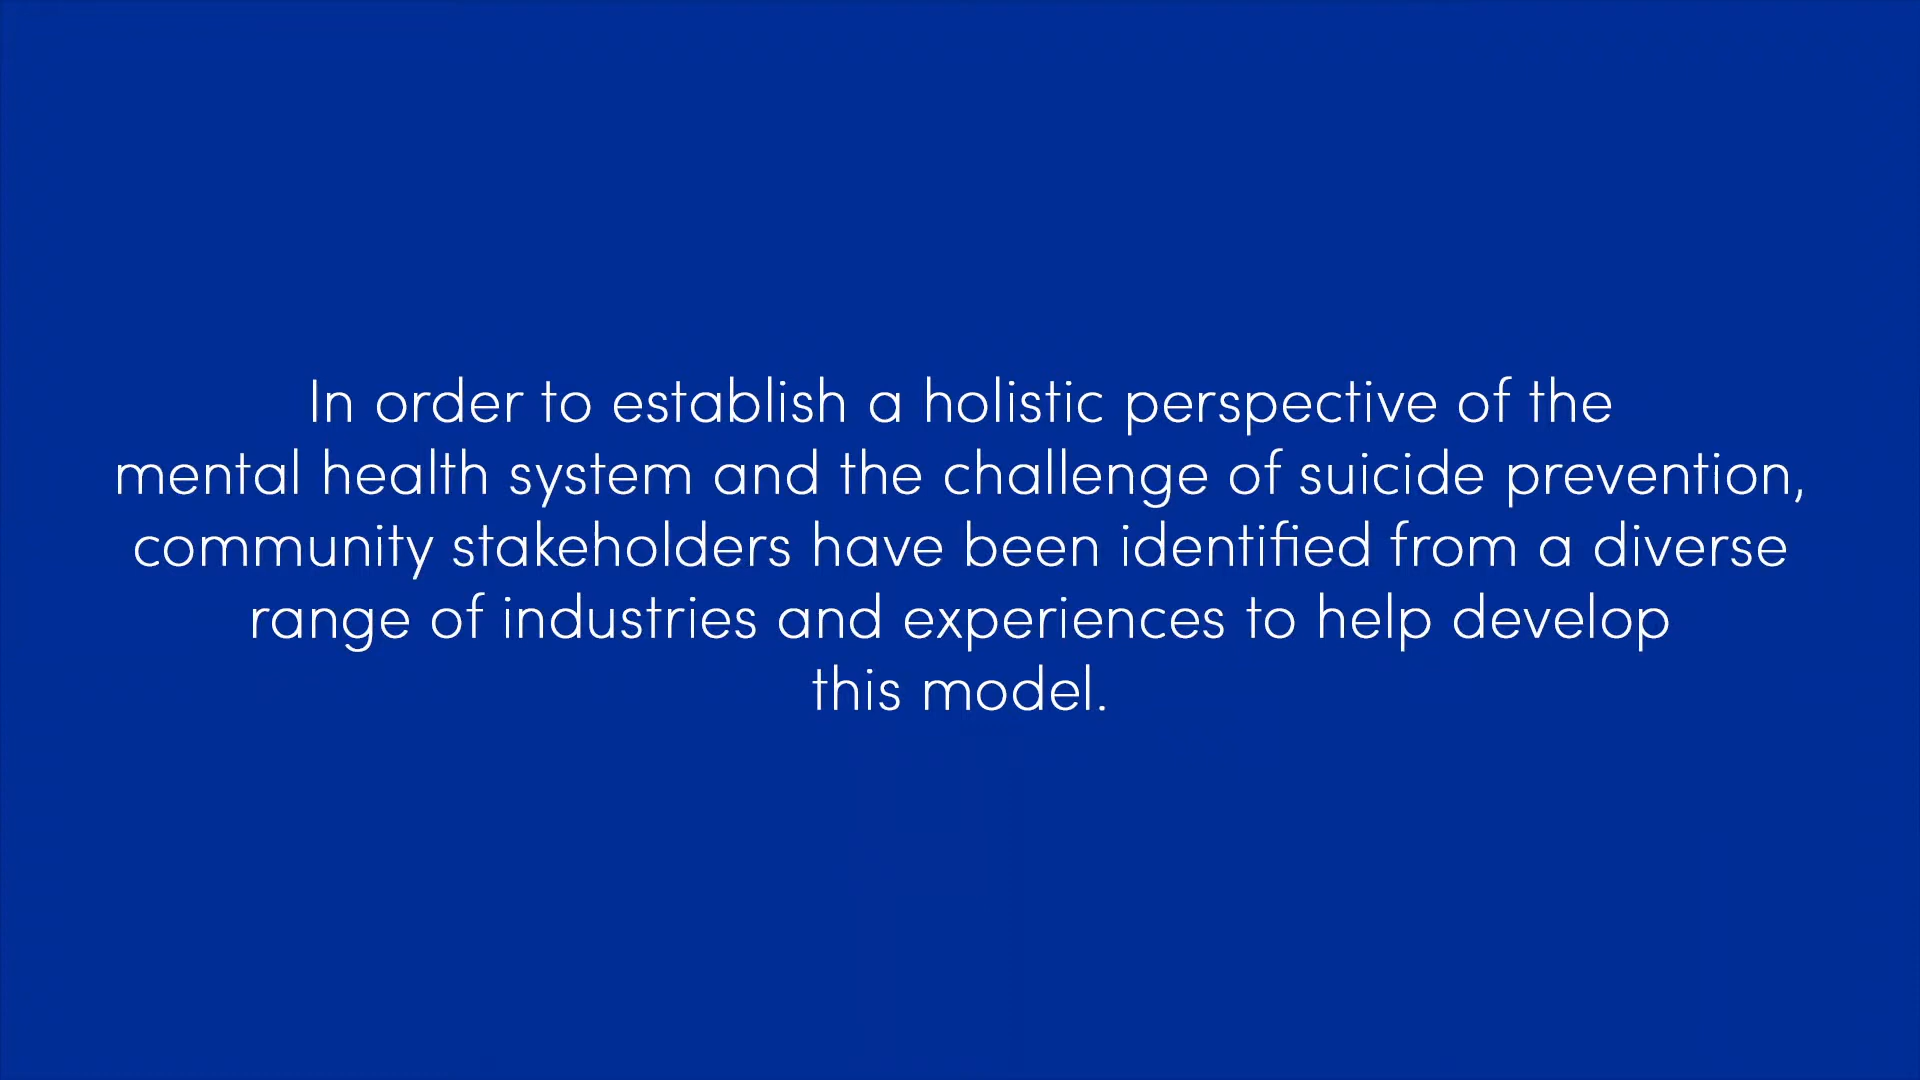 In order to establish a holistic perspective of the
mental health system and the challenge of suicide prevention,
community stakeholders have been identified from a diverse
range of industries and experiences to help develop
this model.